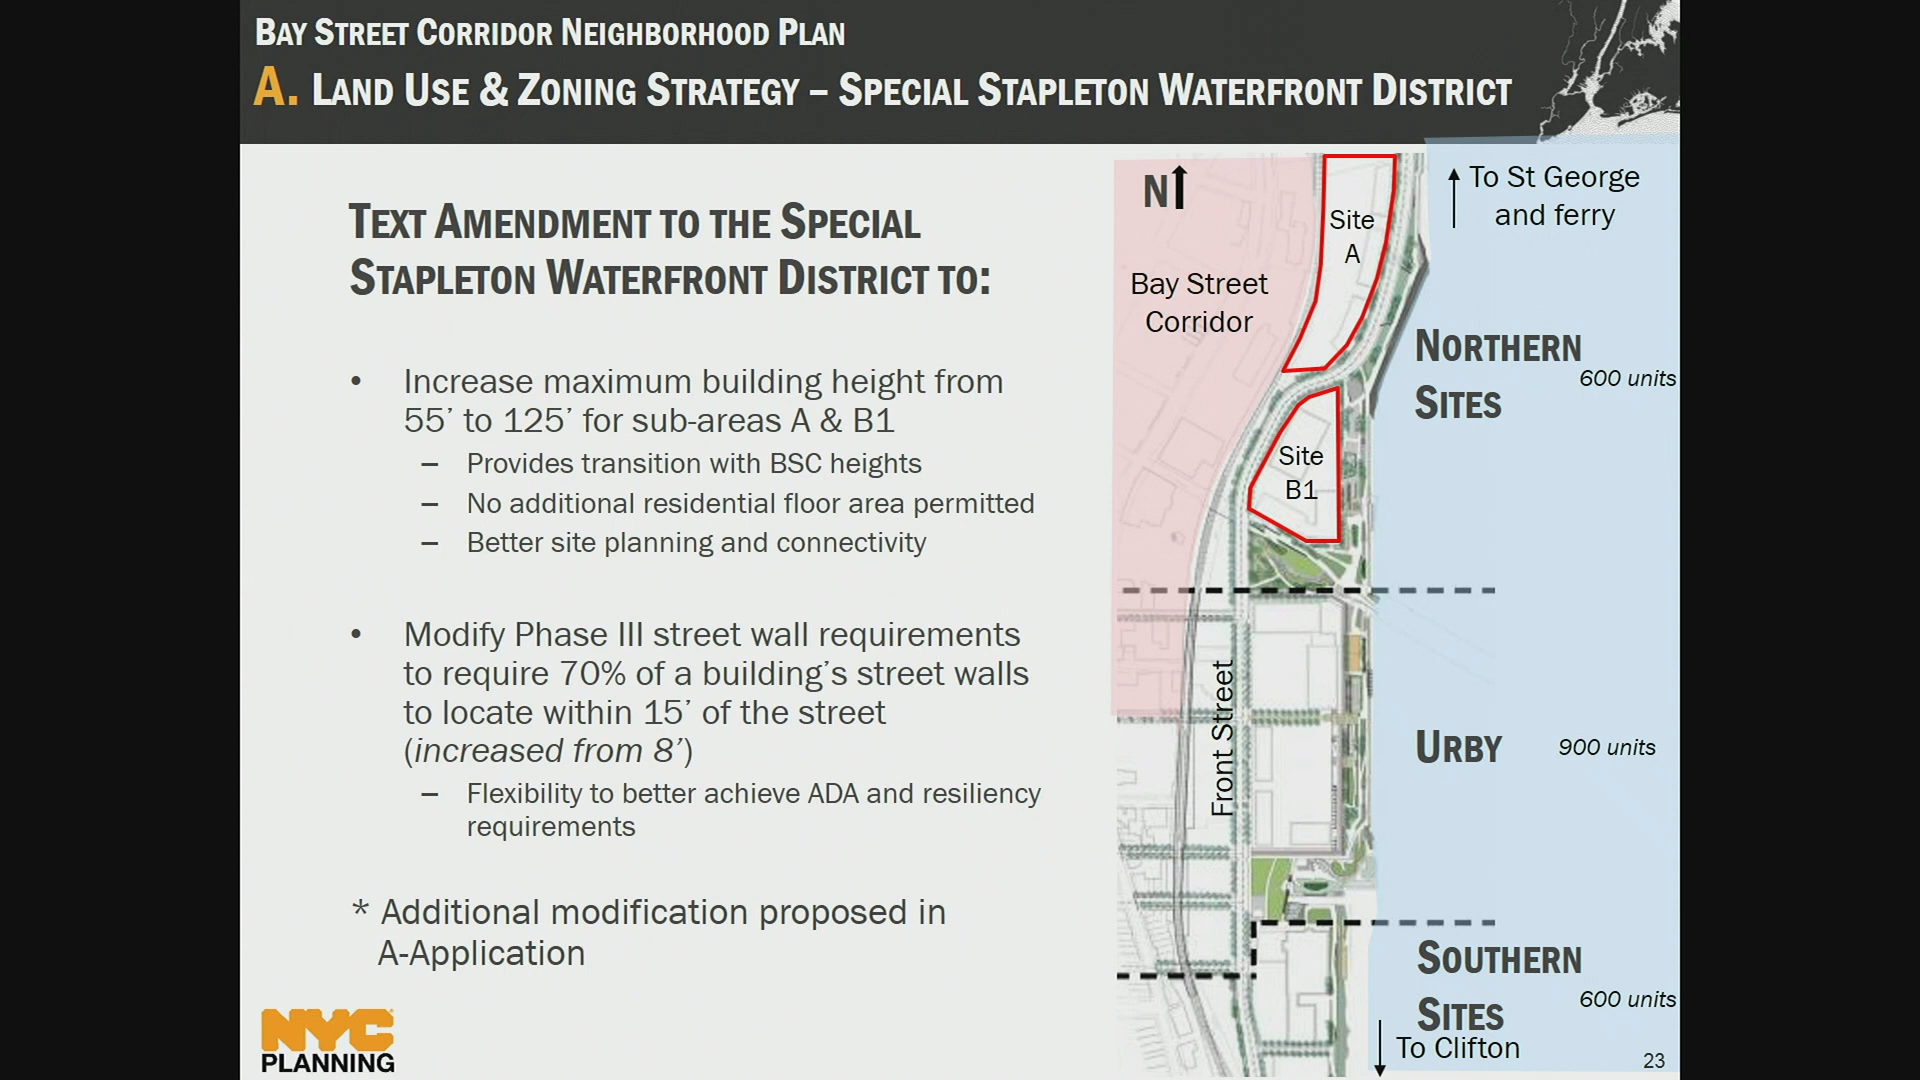 BAY STREET CORRIDOR NEIGHBORHOOD PLAN
A. LAND USE & ZONING STRATEGY – SPECIAL STAPLETON WATERFRONT DISTRICT
TEXT AMENDMENT TO THE SPECIAL
STAPLETON WATERFRONT DISTRICT TO:
• Increase maximum building height from
55’ to 125’ for sub-areas A & B1
– Provides transition with BSC heights
– No additional residential floor area permitted
– Better site planning and connectivity
• Modify Phase III street wall requirements
to require 70% of a building’s street walls
to locate within 15’ of the street
(increased from 8’)
– Flexibility to better achieve ADA and resiliency
requirements
* Additional modification proposed in
A-Application
NYC
PLANNING
N
To St George
and ferry
Site
A
Bay Street
Corridor
NORTHERN
SITES
600 units
Site
B1
Front Street
URBY
900 units
SOUTHERN
SITES
600 units
To Clifton
23